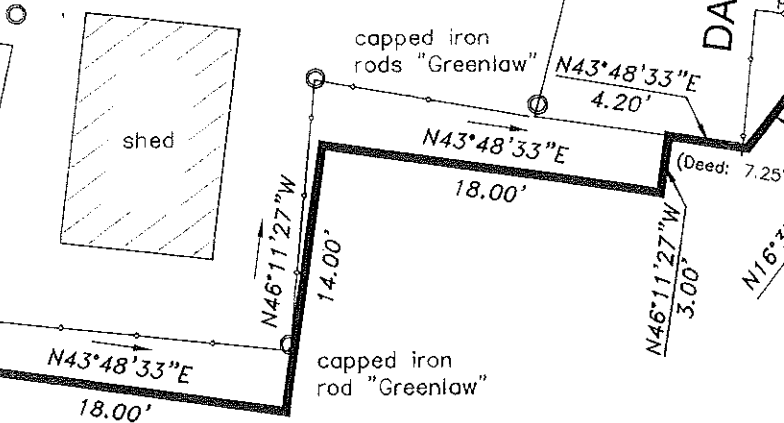 capped iron
rods "Greenlaw"
DA
N43°48'33"E
4.20'
shed
N43°48'33"E
18.00'
(Deed: 7.25'
N46°11'27"W
14.00'
N46°11'27"W
3.00'
N43°48'33"E
18.00'
capped iron
rod "Greenlaw"